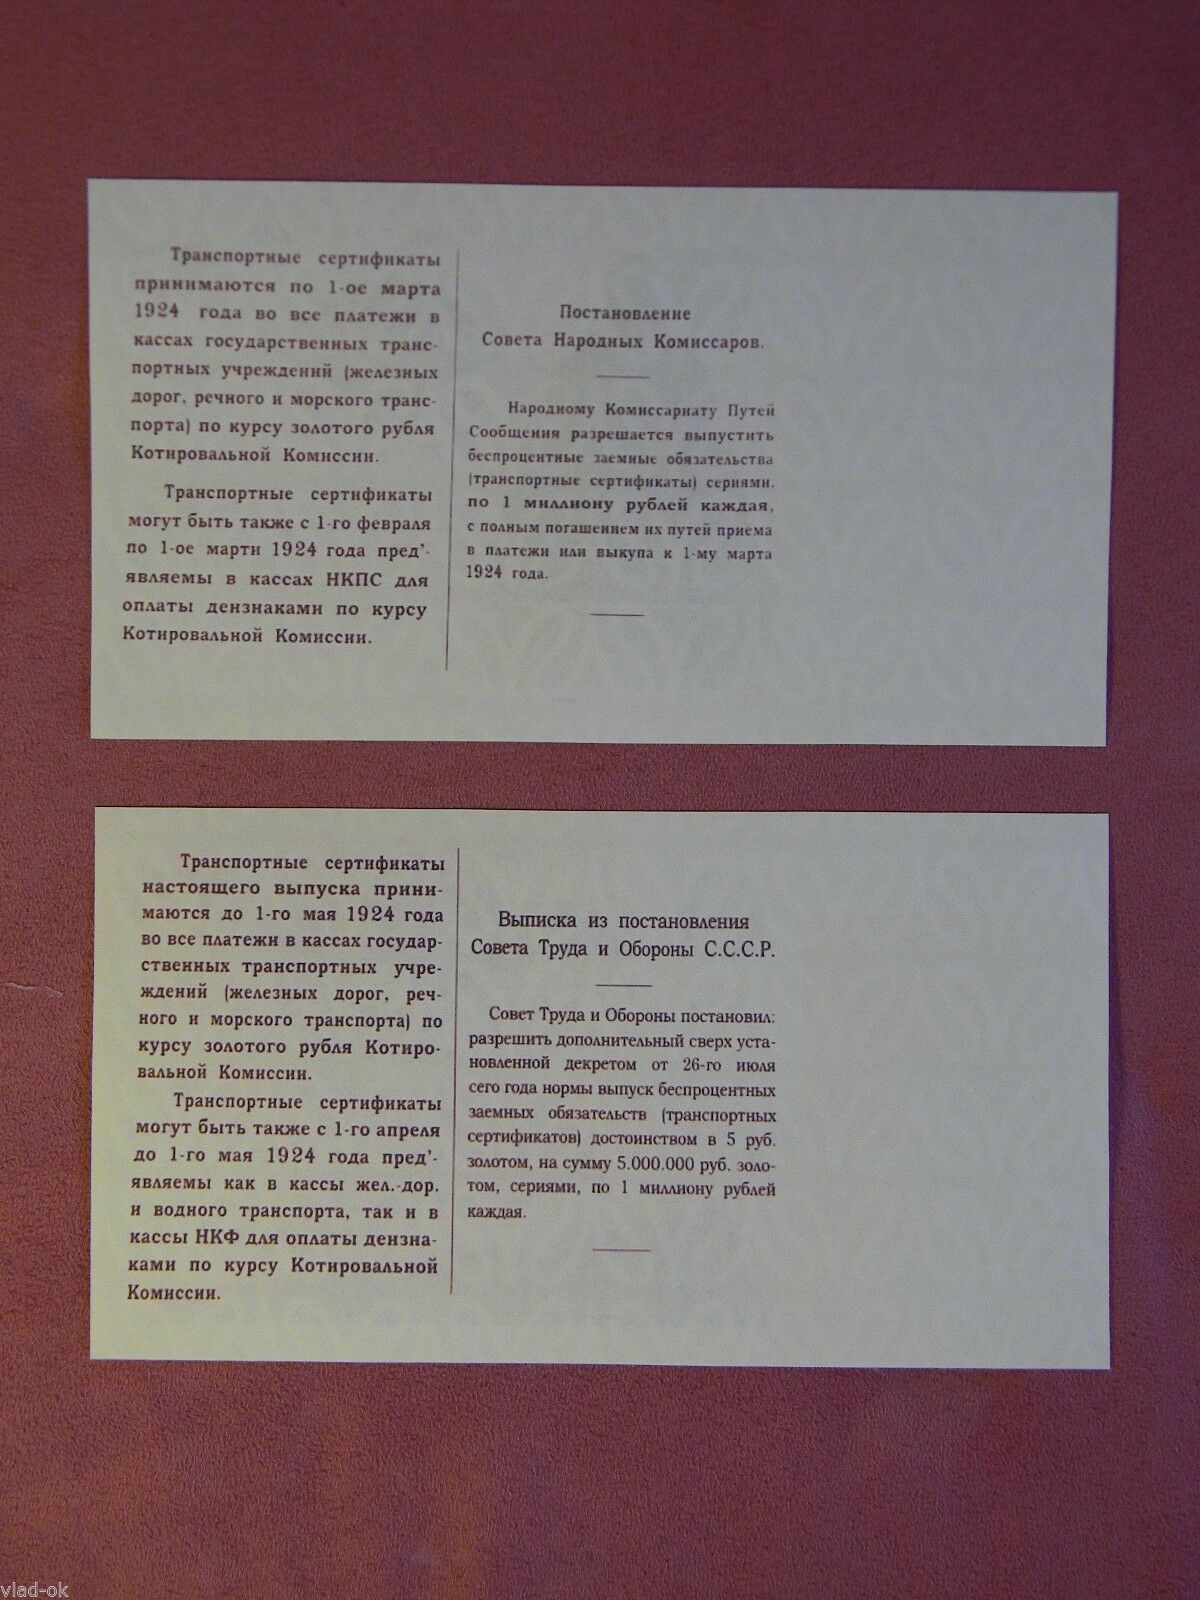 Транспортные сертификаты
принимаются по 1-ое марта
1924 года во все платежи в
кассах государственных транс-
портных учреждений (железных
дорог, речного и морского транс-
порта) по курсу золотого рубля
Котировальной Комиссии.
Транспортные сертификаты
могут быть также с 1-го февраля
по 1-ое марти 1924 года пред'-
являемы в кассах НКПС для
оплаты дензнаками по курсу
Котировальной Комиссии.
Постановление
Совета Народных Комиссаров.
Народному Комиссариату Путей
Сообщения разрешается выпустить
беспроцентные заемные обязательства
(транспортные сертификаты) сериями,
по 1 миллиону рублей каждая,
с полным погашением их путей приема
в платежи или выкупа к 1-му марта
1924 года.
Транспортные сертификаты
настоящего выпуска прини-
маются до 1-го мая 1924 года
во все платежи в кассах государ-
ственных транспортных учре-
ждений (железных дорог, реч-
ного и морского транспорта) по
курсу золотого рубля Котиро-
вальной Комиссии.
Транспортные сертификаты
могут быть также с 1-го апреля
до 1-го мая 1924 года пред'-
являемы как в кассы жел.-дор.
и водного транспорта, так и в
кассы НКФ для оплаты дензна-
ками по курсу Котировальной
Комиссии.
Выписка из постановления
Совета Труда и Обороны С.С.С.Р.
Совет Труда и Обороны постановил:
разрешить дополнительный сверх уста-
новленной декретом от 26-го июля
сего года нормы выпуск беспроцентных
заемных обязательств (транспортных
сертификатов) достоинством в 5 руб.
золотом, на сумму 5.000.000 руб. золо-
том, сериями, по 1 миллиону рублей
каждая.
vlad-ok